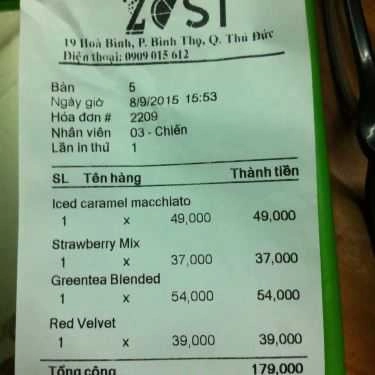 ZEST
19 Hoà Bình, P. Bình Thọ, Q. Thủ Đức
Điện thoại: 0909 015 612
Bàn 5
Ngày giờ 8/9/2015 15:53
Hóa đơn # 2209
Nhân viên 03 - Chiến
Lần in thứ 1
SL Tên hàng Thành tiền
Iced caramel macchiato
1 x 49,000 49,000
Strawberry Mix
1 x 37,000 37,000
Greentea Blended
1 x 54,000 54,000
Red Velvet
1 x 39,000 39,000
Tổng cộng 179,000